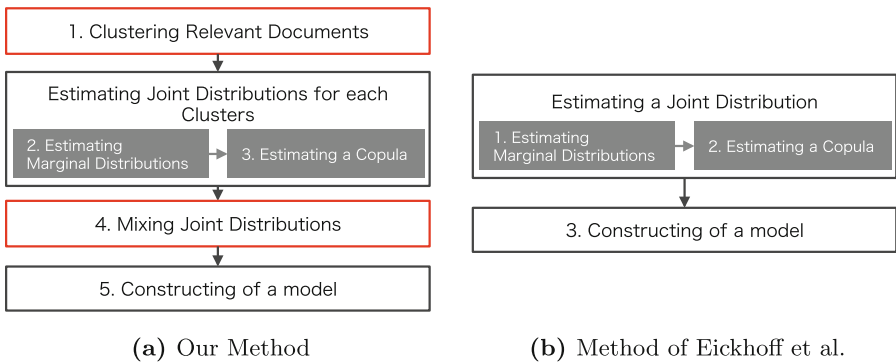 1. Clustering Relevant Documents
Estimating Joint Distributions for each
Clusters
2. Estimating
Marginal Distributions
3. Estimating a Copula
4. Mixing Joint Distributions
5. Constructing of a model
(a) Our Method
Estimating a Joint Distribution
1. Estimating
Marginal Distributions
2. Estimating a Copula
3. Constructing of a model
(b) Method of Eickhoff et al.